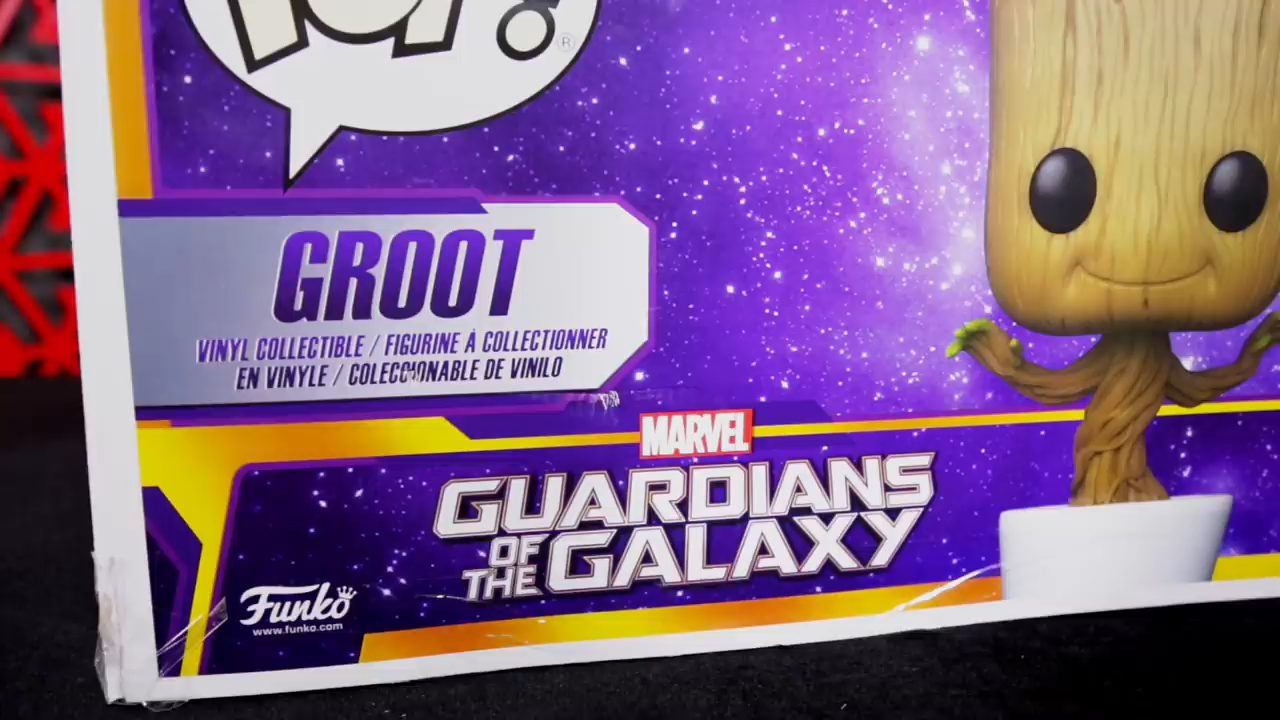 POP!
®
GROOT
VINYL COLLECTIBLE / FIGURINE À COLLECTIONNER
EN VINYLE / COLECCIONABLE DE VINILO
MARVEL
GUARDIANS
OF THE GALAXY
Funko
www.funko.com